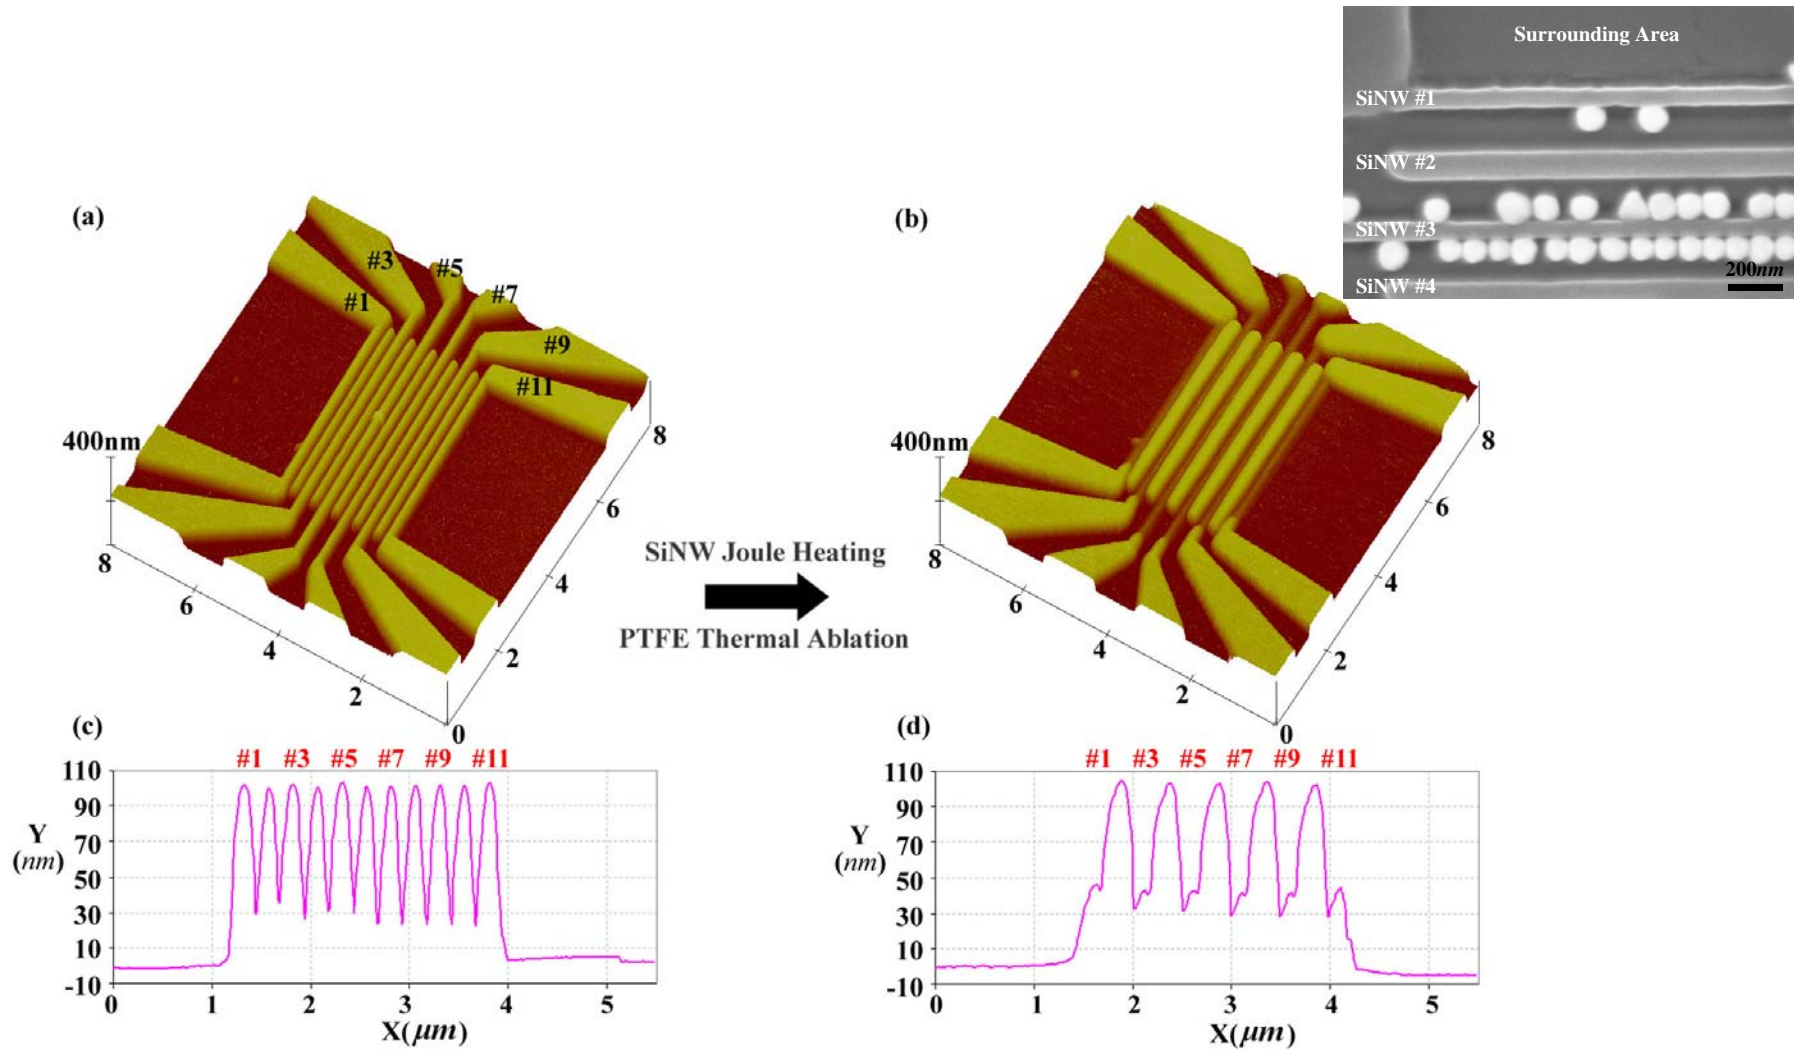 Surrounding Area
SiNW #1
SiNW #2
SiNW #3
200nm
SiNW #4
(a)
#1
#3
#5
#7
#9
#11
400nm
8
6
4
2
0
2
4
6
8
SiNW Joule Heating
PTFE Thermal Ablation
(b)
400nm
8
6
4
2
0
2
4
6
8
(c)
#1 #3 #5 #7 #9 #11
110
90
70
50
30
10
-10
Y
(nm)
0 1 2 3 4 5
X(μm)
(d)
#1 #3 #5 #7 #9 #11
110
90
70
50
30
10
-10
Y
(nm)
0 1 2 3 4 5
X(μm)